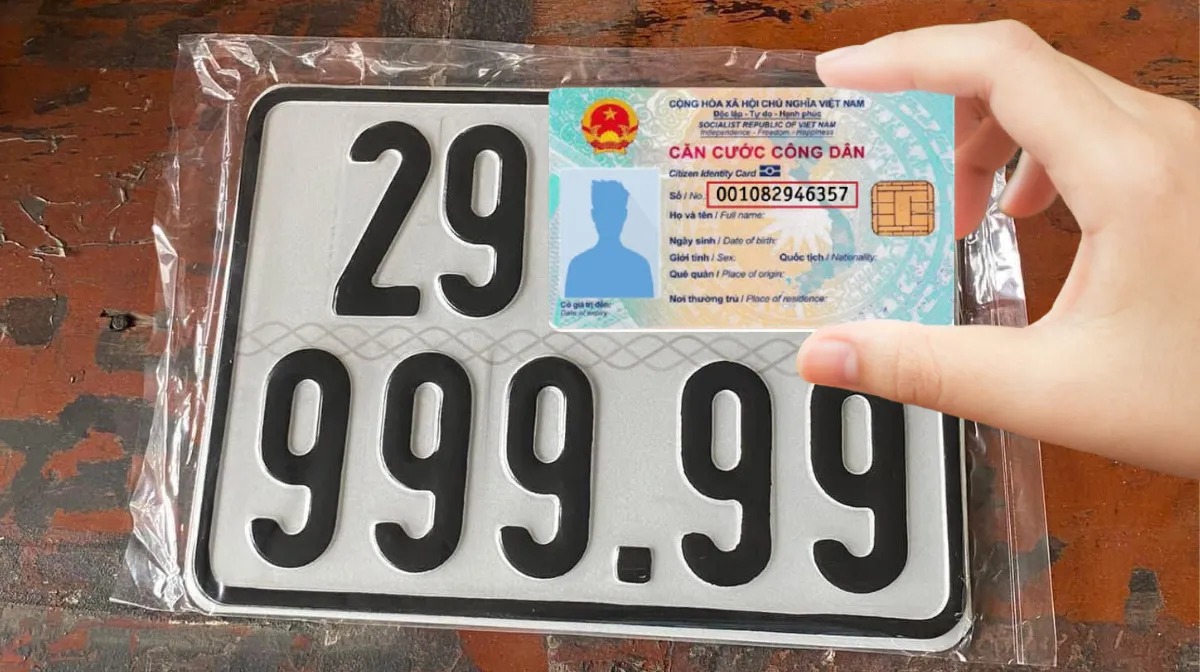 29
999.99
CỘNG HÒA XÃ HỘI CHỦ NGHĨA VIỆT NAM
Độc lập - Tự do - Hạnh phúc
SOCIALIST REPUBLIC OF VIET NAM
Independence - Freedom - Happiness
CĂN CƯỚC CÔNG DÂN
Citizen Identity Card
Số / No. 001082946357
Họ và tên / Full name:
Ngày sinh / Date of birth:
Giới tính / Sex: Quốc tịch / Nationality:
Quê quán / Place of origin:
Nơi thường trú / Place of residence:
Có giá trị đến:
Date of expiry